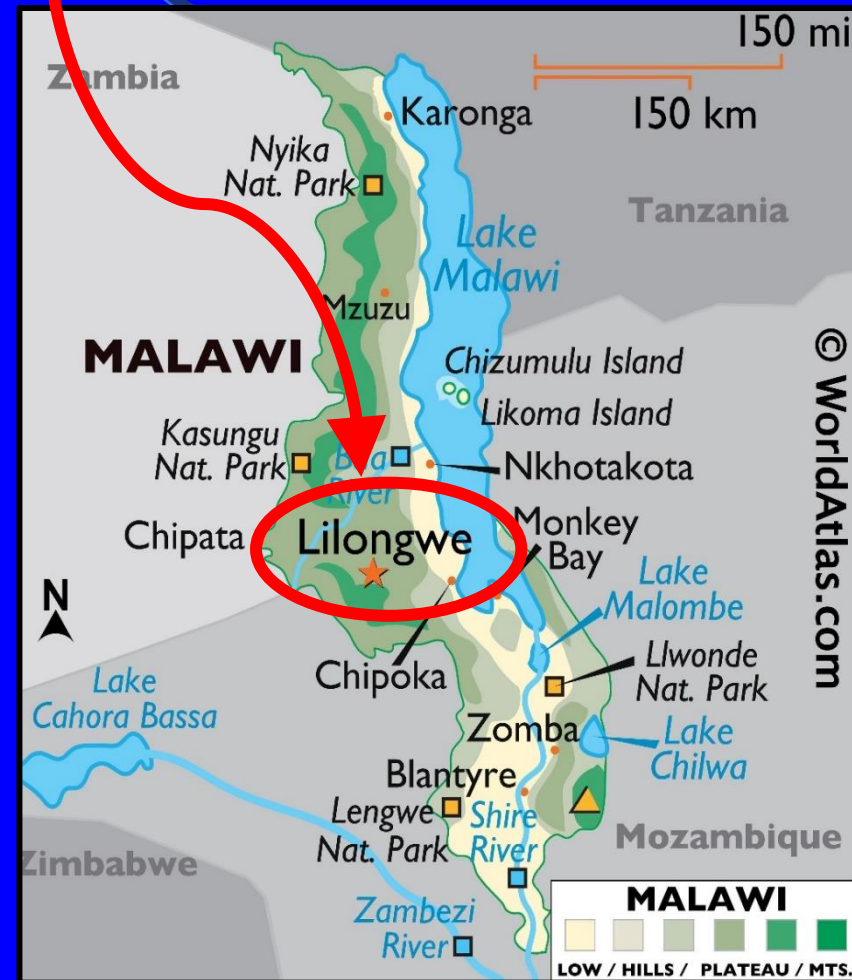 150 mi
Zambia
Karonga
150 km
Nyika
Nat. Park
Tanzania
Lake
Malawi
Mzuzu
MALAWI
Chizumulu Island
Likoma Island
Kasungu
Nat. Park
Bua
River
Nkhotakota
Chipata
Lilongwe
Monkey
Bay
N
Lake
Malombe
Chipoka
Llwonde
Nat. Park
Lake
Cahora Bassa
Zomba
Lake
Chilwa
Blantyre
Lengwe
Nat. Park
Shire
River
Mozambique
Zimbabwe
Zambezi
River
MALAWI
LOW / HILLS / PLATEAU / MTS.
© WorldAtlas.com